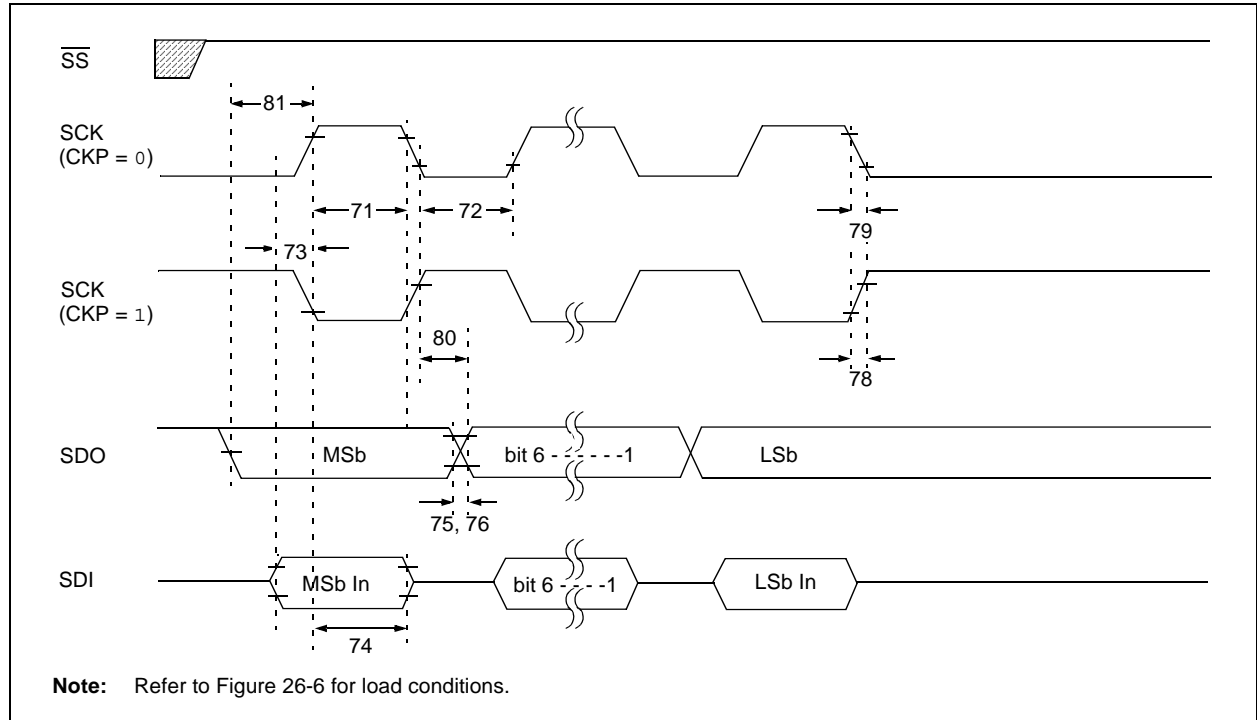 SS
81
SCK
(CKP = 0)
71
72
73
79
SCK
(CKP = 1)
80
78
SDO
MSb
bit 6 - - - - - - -1
LSb
75, 76
SDI
MSb In
bit 6 - - - - -1
LSb In
74
Note: Refer to Figure 26-6 for load conditions.